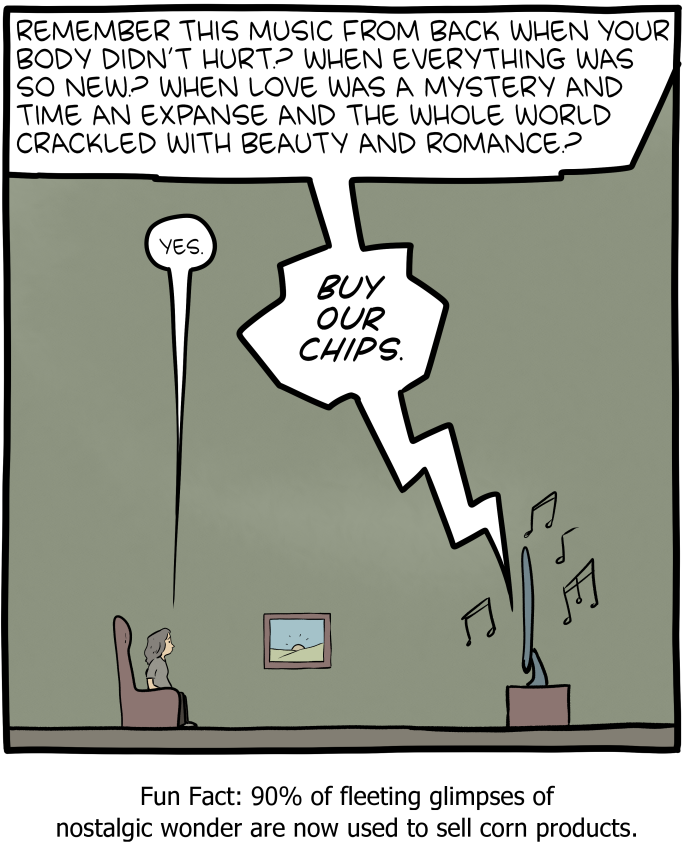 REMEMBER THIS MUSIC FROM BACK WHEN YOUR
BODY DIDN'T HURT? WHEN EVERYTHING WAS
SO NEW? WHEN LOVE WAS A MYSTERY AND
TIME AN EXPANSE AND THE WHOLE WORLD
CRACKLED WITH BEAUTY AND ROMANCE?
YES.
BUY
OUR
CHIPS.
Fun Fact: 90% of fleeting glimpses of
nostalgic wonder are now used to sell corn products.